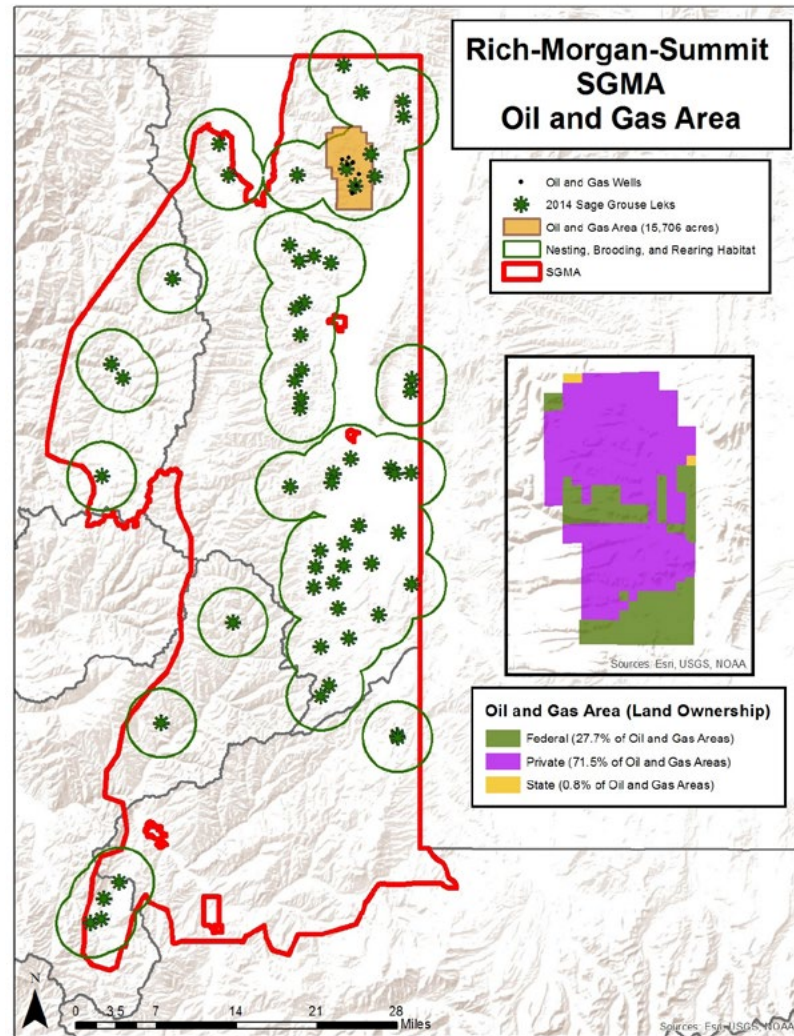 Rich-Morgan-Summit
SGMA
Oil and Gas Area
Oil and Gas Wells
2014 Sage Grouse Leks
Oil and Gas Area (15,706 acres)
Nesting, Brooding, and Rearing Habitat
SGMA
Sources: Esri, USGS, NOAA
Oil and Gas Area (Land Ownership)
Federal (27.7% of Oil and Gas Areas)
Private (71.5% of Oil and Gas Areas)
State (0.8% of Oil and Gas Areas)
N
0 3.5 7 14 21 28
Miles
Sources: Esri, USGS, NOAA